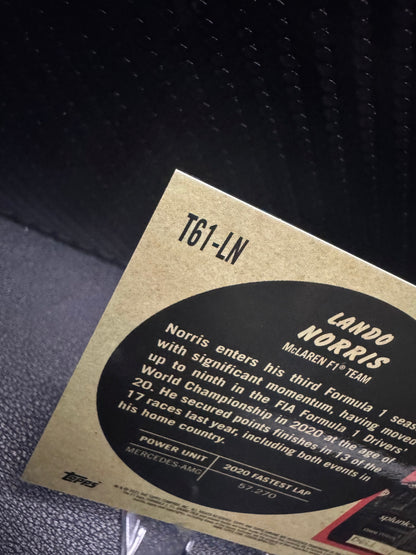 T61-LN
LANDO
NORRIS
McLAREN F1® TEAM
Norris enters his third Formula 1
with significant momentum, having
up to ninth in the FIA Formula 1 Drivers'
World Championship in 2020 at the age of
20. He secured points finishes in 13 of the
17 races last year, including both events in
his home country.
POWER UNIT
MERCEDES-AMG
2020 FASTEST LAP
57.270
Topps
splunk>